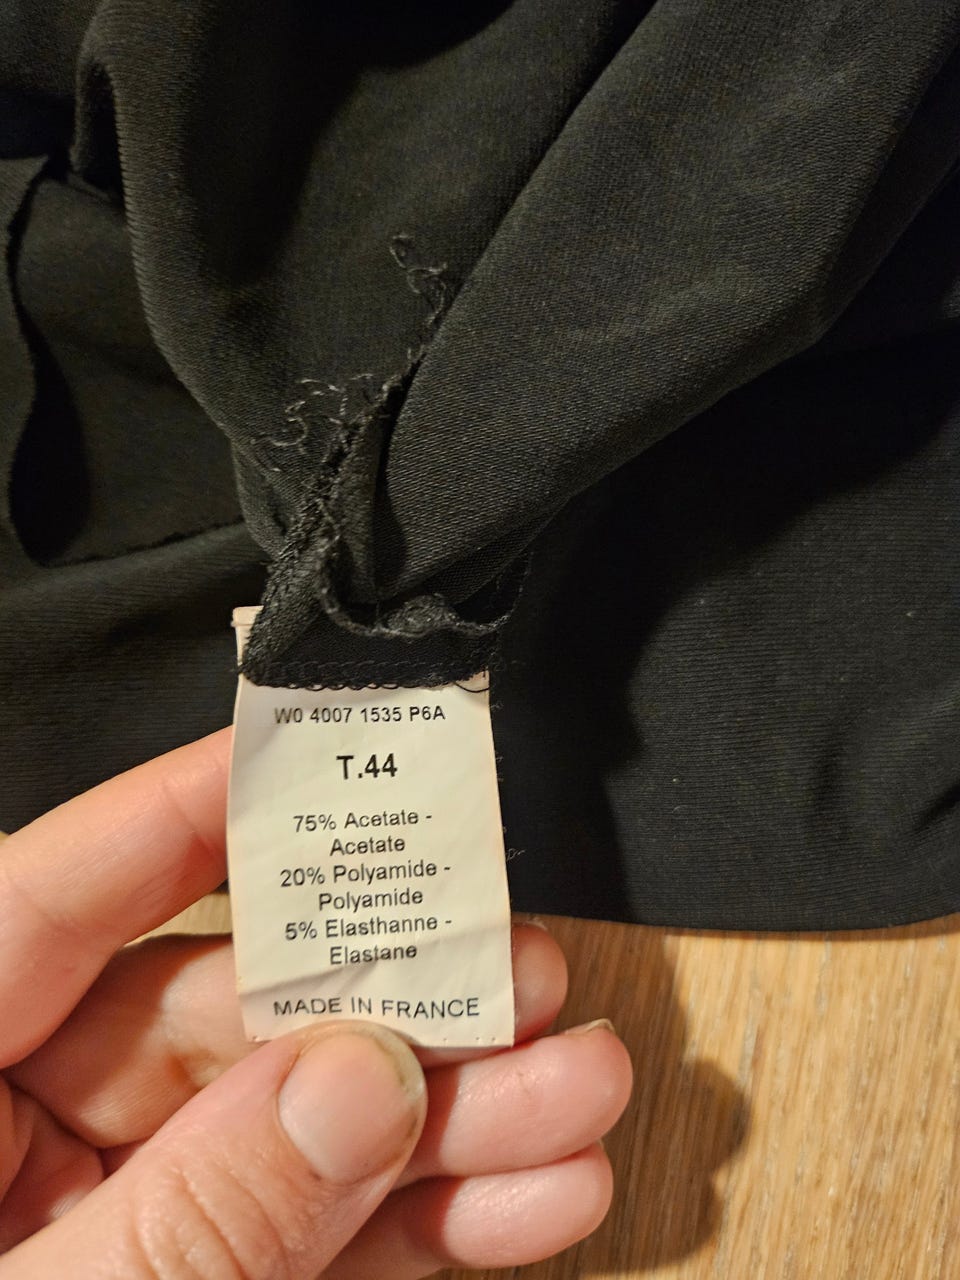 W0 4007 1535 P6A
T.44
75% Acetate -
Acetate
20% Polyamide -
Polyamide
5% Elasthanne -
Elastane
MADE IN FRANCE